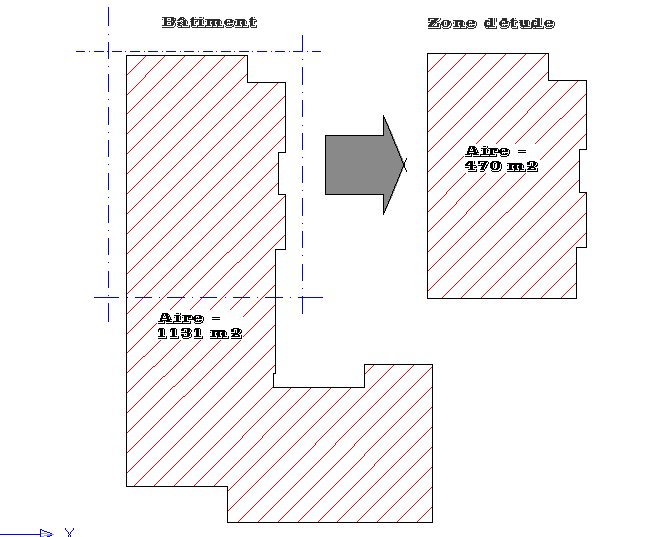 Bâtiment
Zone d'étude
Aire =
470 m2
Aire =
1131 m2
X